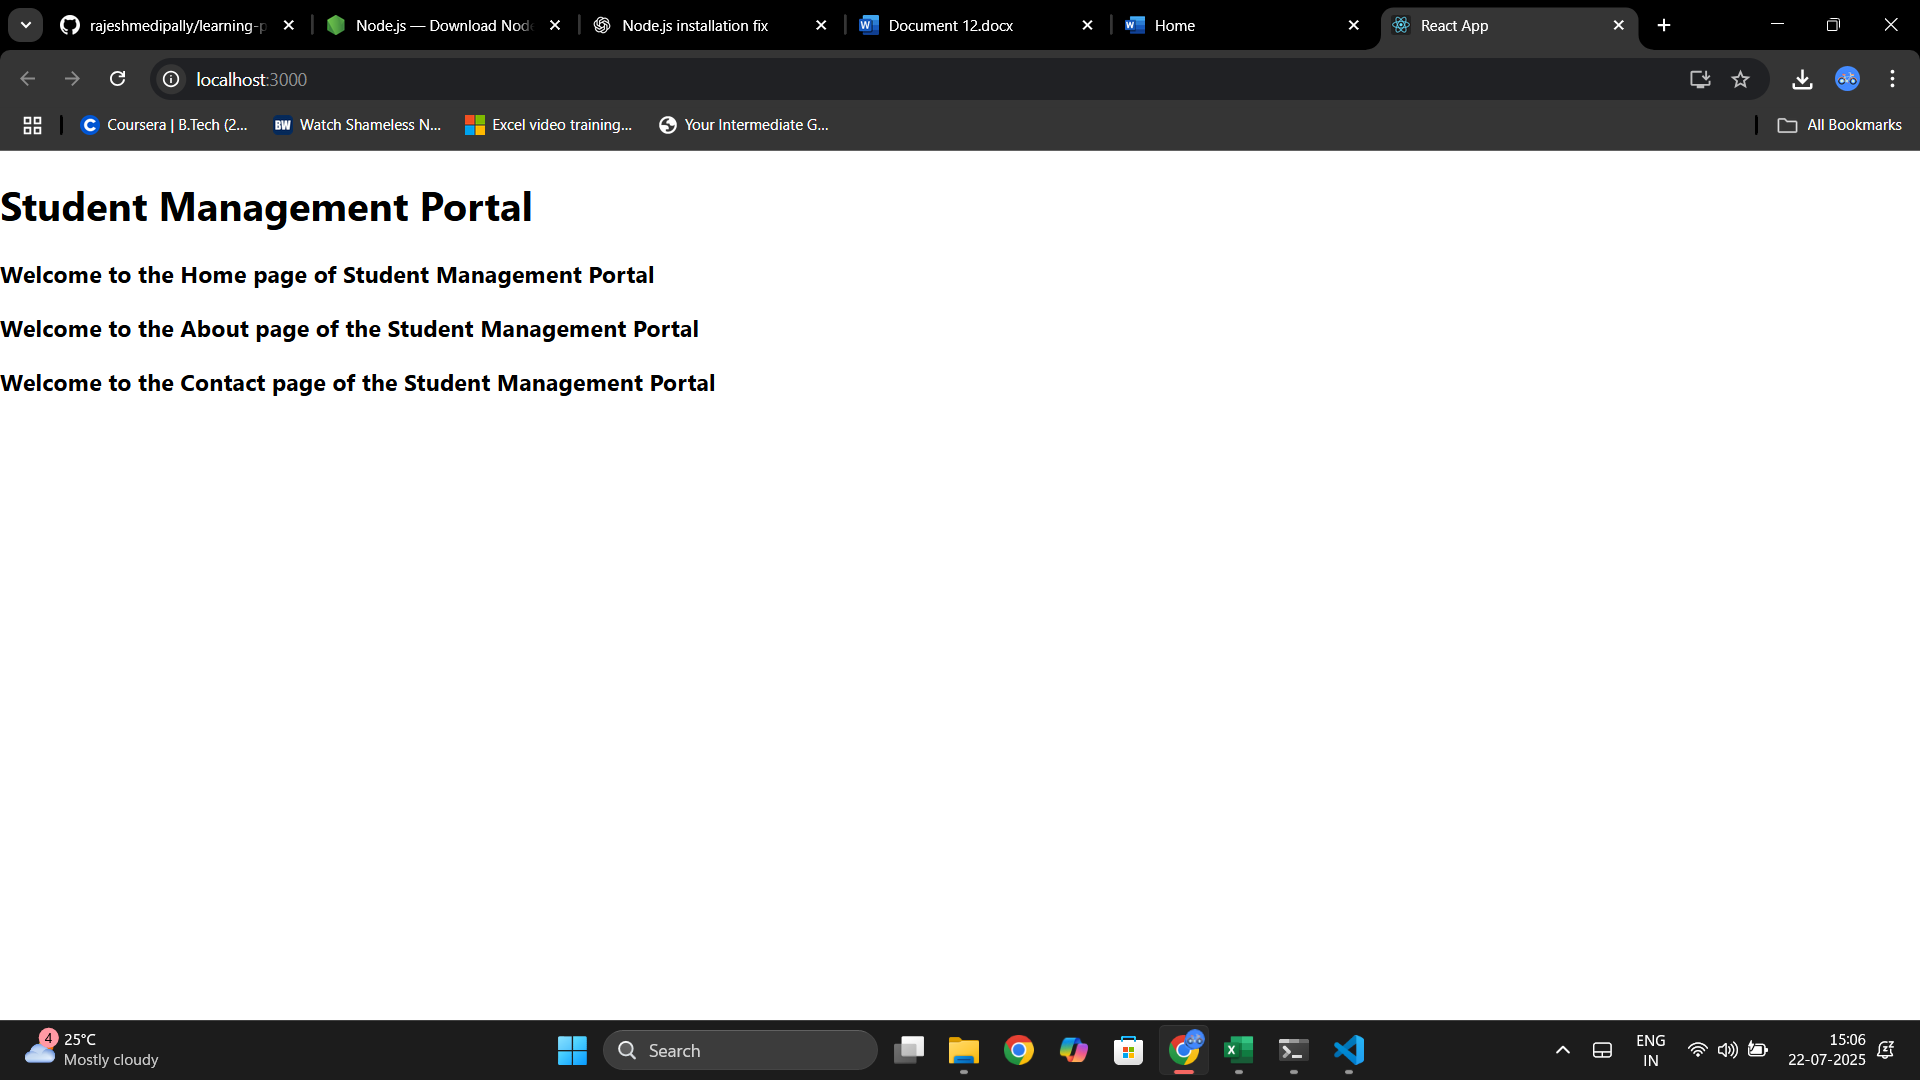 rajeshmedipally/learning-p
Node.js — Download Node
Node.js installation fix
Document 12.docx
Home
React App
localhost:3000
Coursera | B.Tech (2...
BW
Watch Shameless N...
Excel video training...
Your Intermediate G...
All Bookmarks
Student Management Portal
Welcome to the Home page of Student Management Portal
Welcome to the About page of the Student Management Portal
Welcome to the Contact page of the Student Management Portal
4
25°C
Mostly cloudy
Search
ENG
IN
15:06
22-07-2025